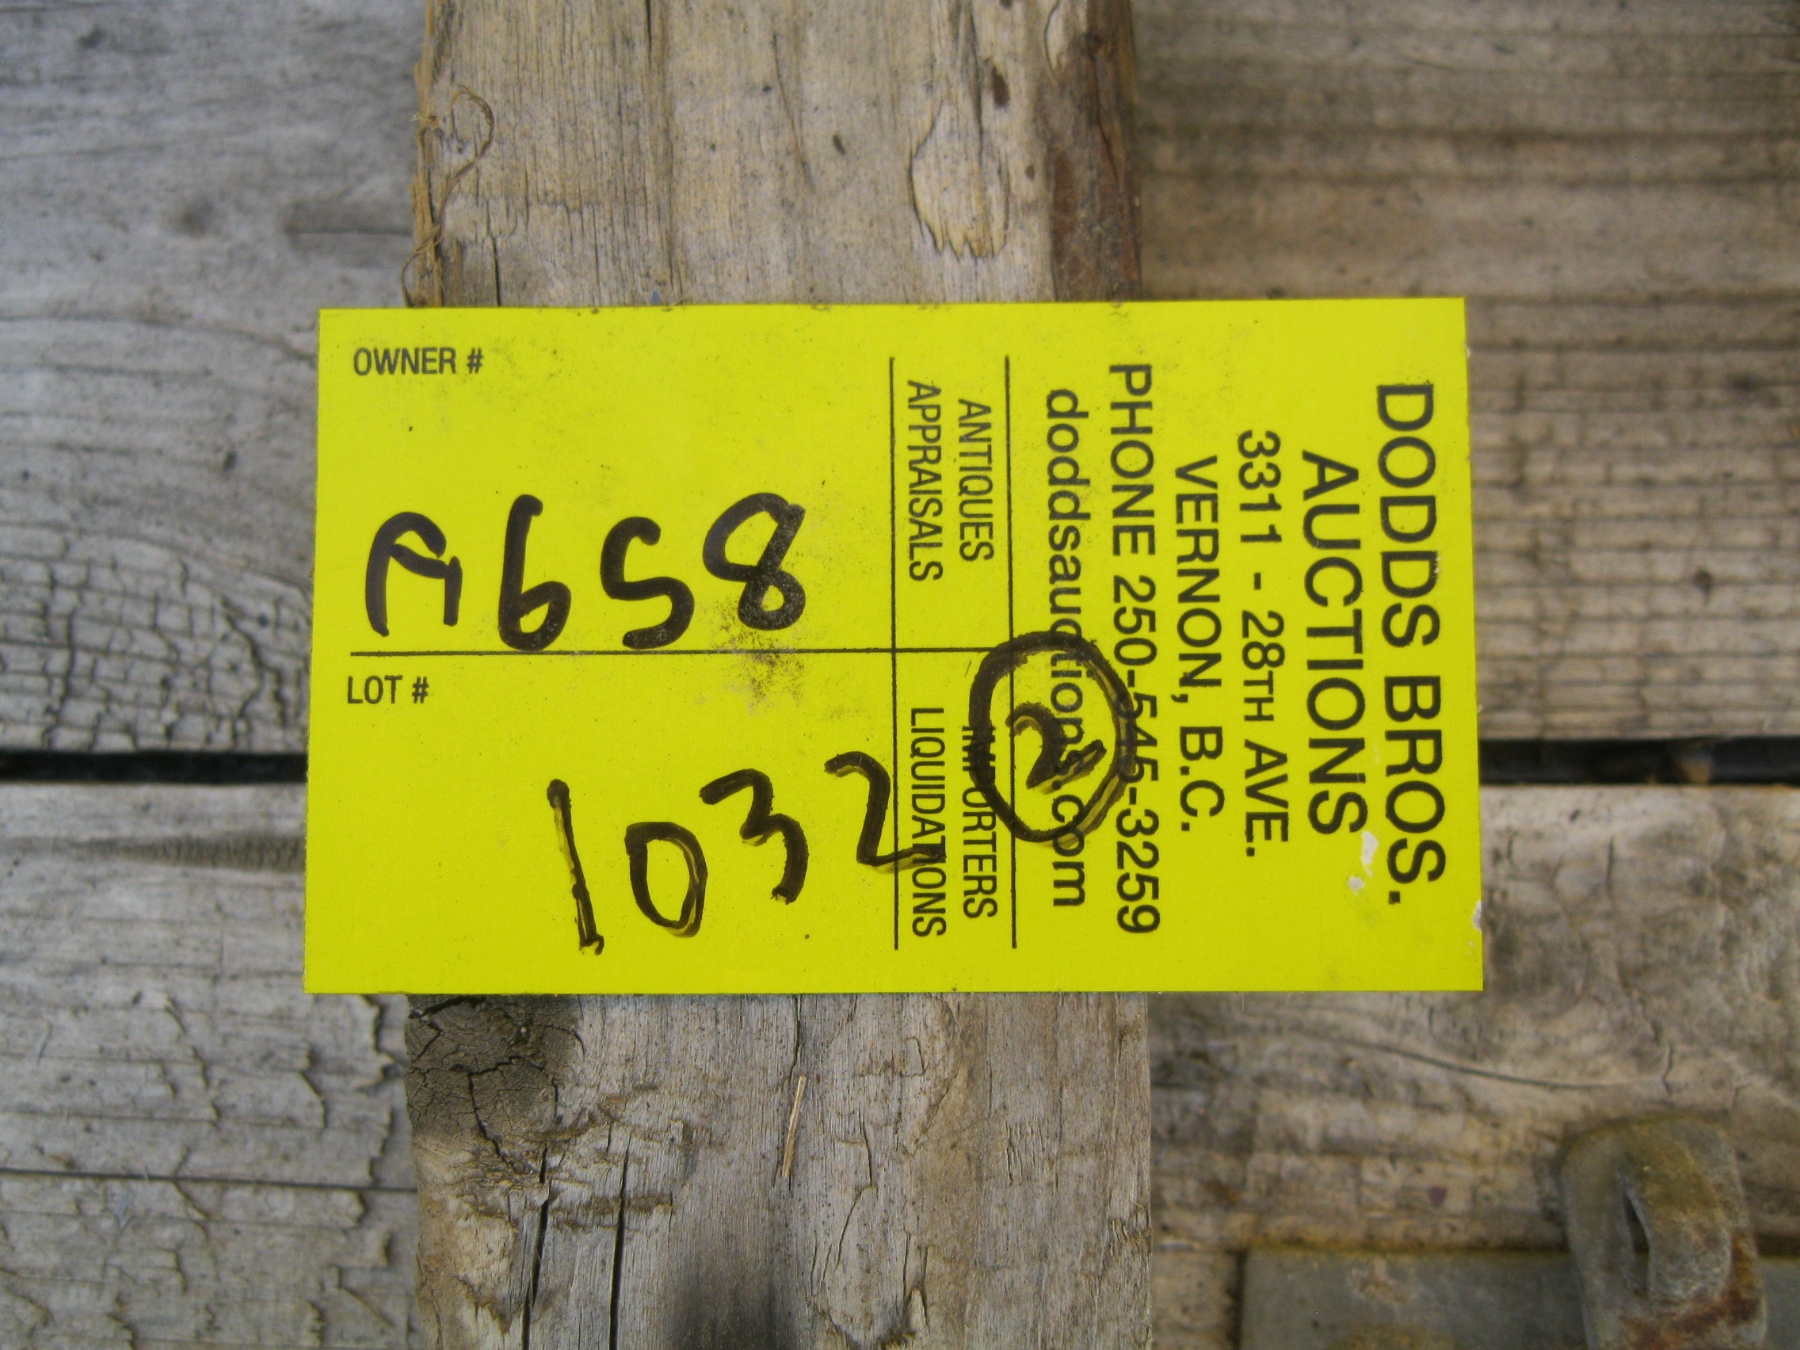 DODDS BROS.
AUCTIONS
3311 - 28TH AVE.
VERNON, B.C.
PHONE 250-545-3259
doddsauctions.com
ANTIQUES
IMPORTERS
APPRAISALS
LIQUIDATIONS
2
OWNER #
658
LOT #
1032